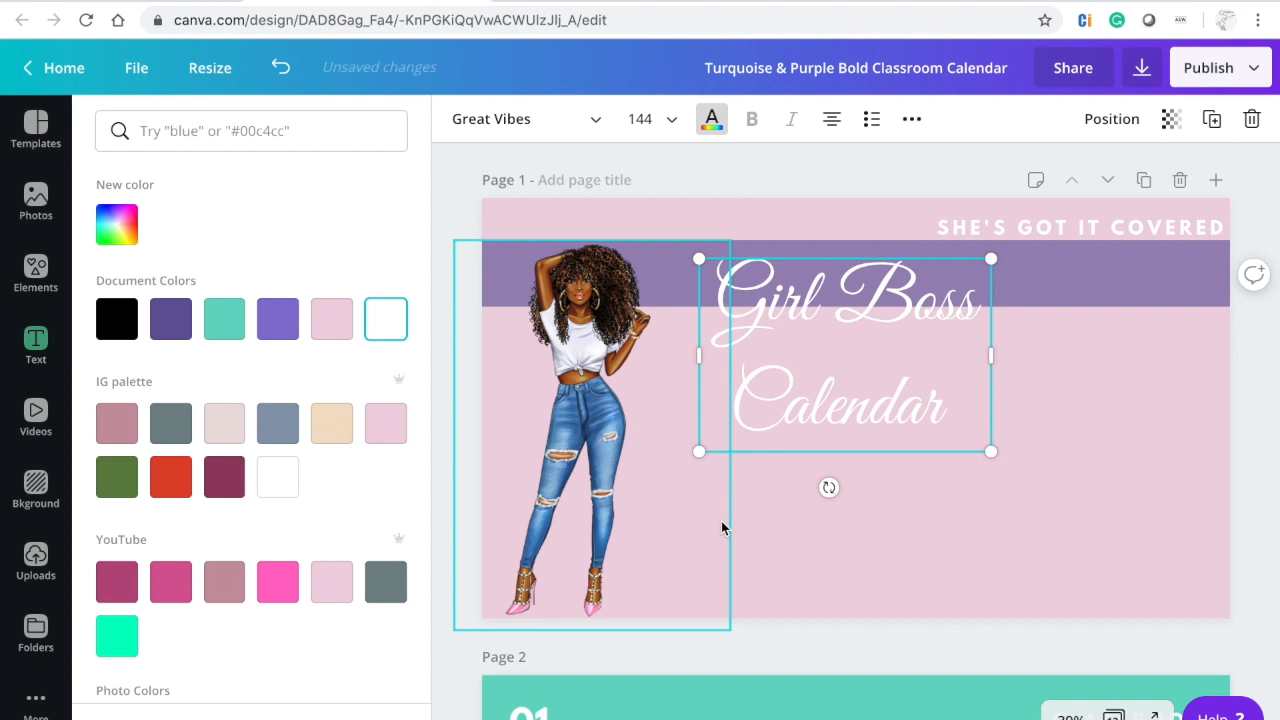 canva.com/design/DAD8Gag_Fa4/-KnPGKiQqVwACWUlzJlj_A/edit
Home File Resize Unsaved changes Turquoise & Purple Bold Classroom Calendar Share Publish
Templates
Photos
Elements
Text
Videos
Bkground
Uploads
Folders
More
Try "blue" or "#00c4cc"
New color
Document Colors
IG palette
YouTube
Photo Colors
Great Vibes 144 A B I Position
Page 1 - Add page title
SHE'S GOT IT COVERED
Girl Boss
Calendar
Page 2
01
Help ?